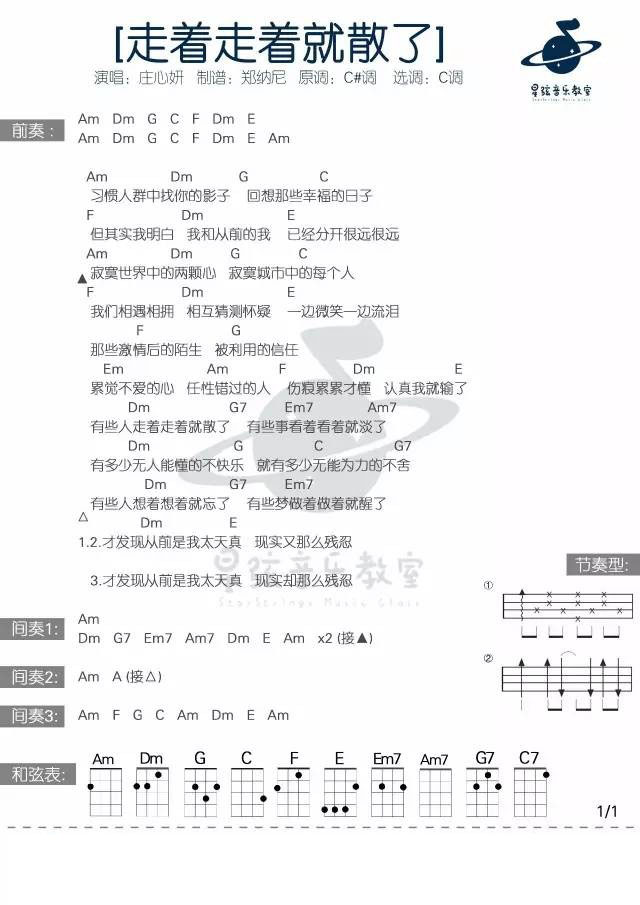 [走着走着就散了]
演唱：庄心妍 制谱：郑纳尼 原调：C#调 选调：C调
星弦音乐教室
StarStrings Music Class
前奏：
Am Dm G C F Dm E
Am Dm G C F Dm E Am
Am Dm G C
习惯人群中找你的影子 回想那些幸福的日子
F Dm E
但其实我明白 我和从前的我 已经分开很远很远
Am Dm G C
▲寂寞世界中的两颗心 寂寞城市中的每个人
F Dm E
我们相遇相拥 相互猜测怀疑 一边微笑一边流泪
F G
那些激情后的陌生 被利用的信任
Em Am F Dm E
累觉不爱的心 任性错过的人 伤痕累累才懂 认真我就输了
Dm G7 Em7 Am7
有些人走着走着就散了 有些事看着看着就淡了
Dm G C G7
有多少无人能懂的不快乐 就有多少无能为力的不舍
Dm G7 Em7
有些人想着想着就忘了 有些梦做着做着就醒了
△
Dm E
1.2.才发现从前是我太天真 现实又那么残忍
3.才发现从前是我太天真 现实却那么残忍
星弦音乐教室
StarStrings Music Class
节奏型:
①
②
间奏1:
Am
Dm G7 Em7 Am7 Dm E Am x2 (接▲)
间奏2:
Am A (接△)
间奏3:
Am F G C Am Dm E Am
和弦表:
Am Dm G C F E Em7 Am7 G7 C7
1/1